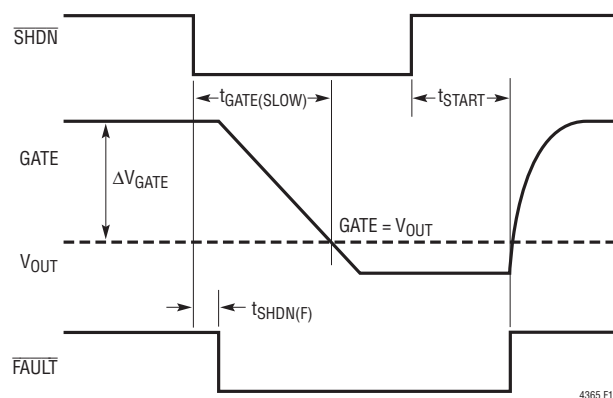 SHDN
tGATE(SLOW)
tSTART
GATE
ΔVGATE
GATE = VOUT
VOUT
tSHDN(F)
FAULT
4365 F1